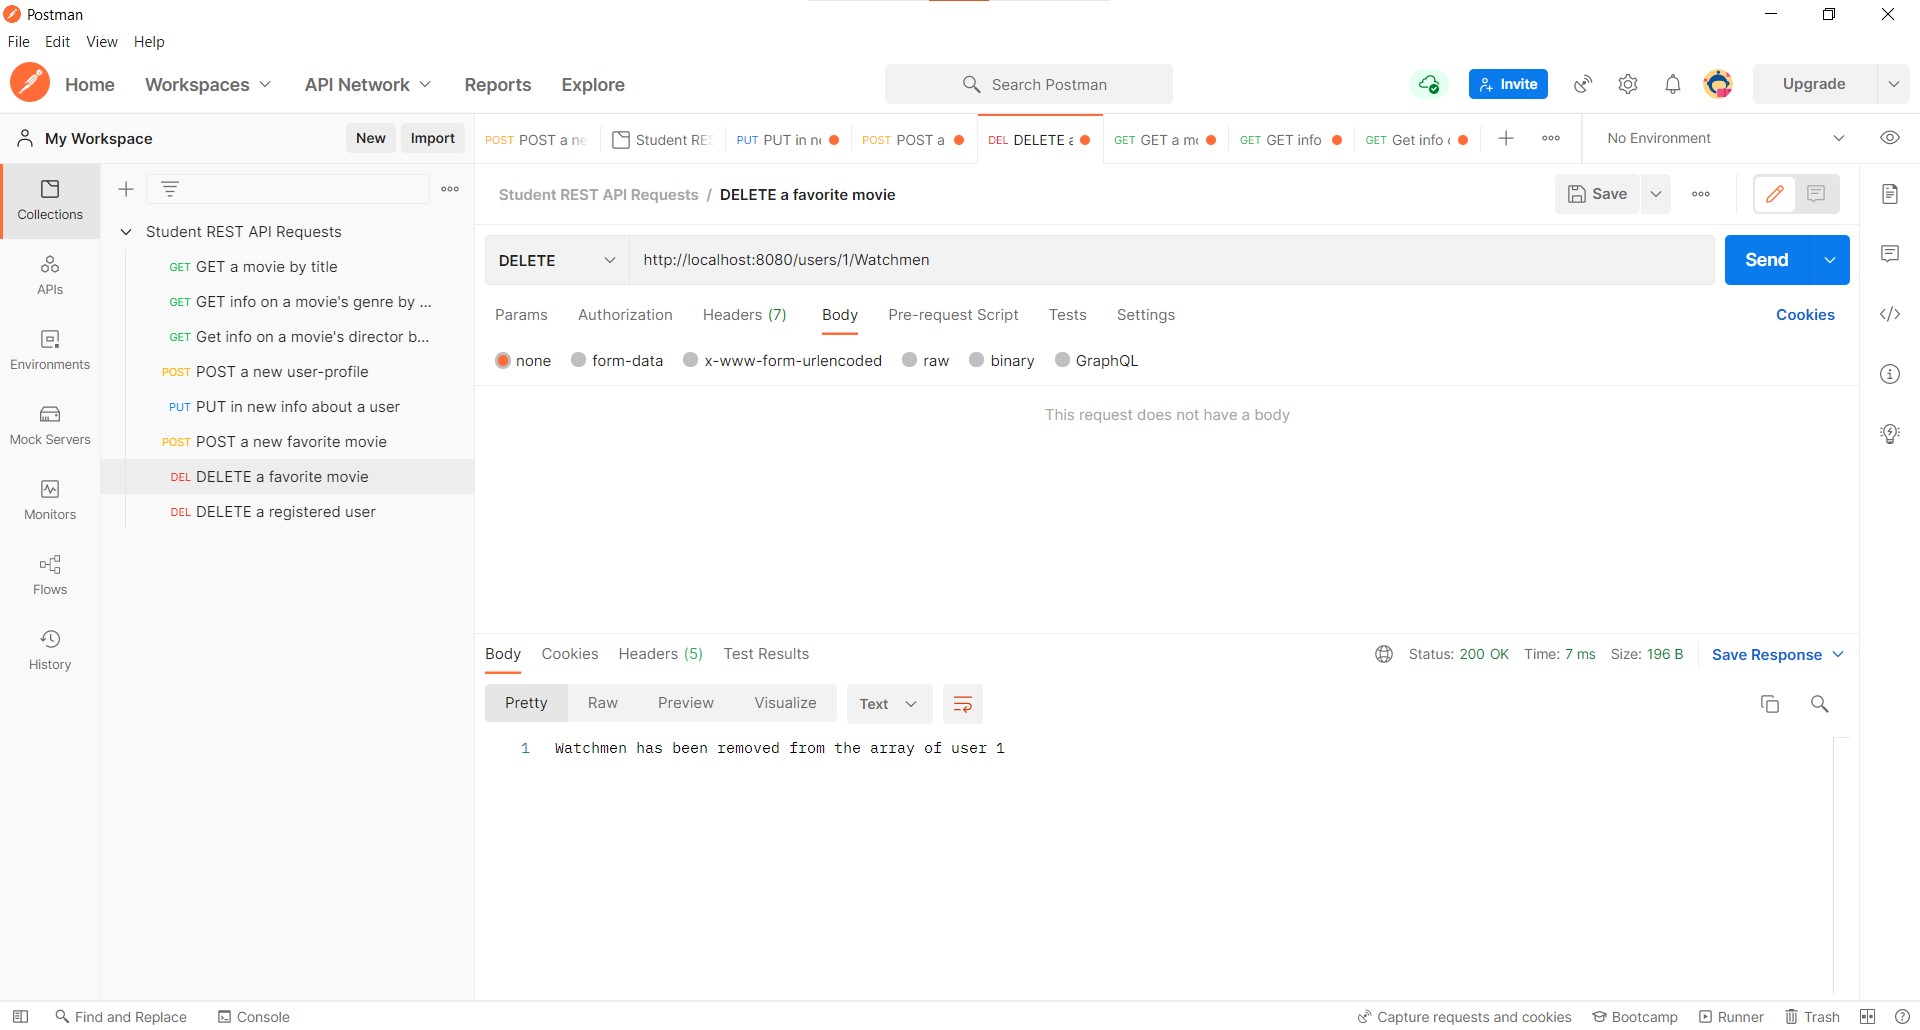 Postman
File Edit View Help
Home Workspaces API Network Reports Explore Search Postman Invite Upgrade
My Workspace New Import
POST POST a ne Student RES PUT PUT in ne POST POST a DEL DELETE a GET GET a mo GET GET info GET Get info No Environment
Collections
APIs
Environments
Mock Servers
Monitors
Flows
History
Student REST API Requests
GET GET a movie by title
GET GET info on a movie's genre by ...
GET Get info on a movie's director b...
POST POST a new user-profile
PUT PUT in new info about a user
POST POST a new favorite movie
DEL DELETE a favorite movie
DEL DELETE a registered user
Student REST API Requests / DELETE a favorite movie Save
DELETE http://localhost:8080/users/1/Watchmen Send
Params Authorization Headers (7) Body Pre-request Script Tests Settings Cookies
none form-data x-www-form-urlencoded raw binary GraphQL
This request does not have a body
Body Cookies Headers (5) Test Results Status: 200 OK Time: 7 ms Size: 196 B Save Response
Pretty Raw Preview Visualize Text
1 Watchmen has been removed from the array of user 1
Find and Replace Console Capture requests and cookies Bootcamp Runner Trash